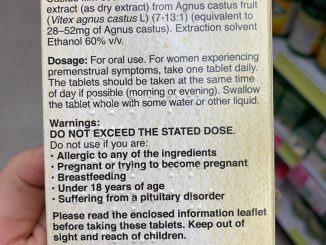 extract (as dry extract) from Agnus castus fruit
(Vitex agnus castus L) (7-13:1) (equivalent to
28–52mg of Agnus castus). Extraction solvent
Ethanol 60% v/v.
Dosage: For oral use. For women experiencing
premenstrual symptoms, take one tablet daily.
The tablets should be taken at the same time
of day if possible (morning or evening). Swallow
the tablet whole with some water or other liquid.
Warnings:
DO NOT EXCEED THE STATED DOSE.
Do not use if you are:
• Allergic to any of the ingredients
• Pregnant or trying to become pregnant
• Breastfeeding
• Under 18 years of age
• Suffering from a pituitary disorder
Please read the enclosed information leaflet
before taking these tablets. Keep out of
sight and reach of children.